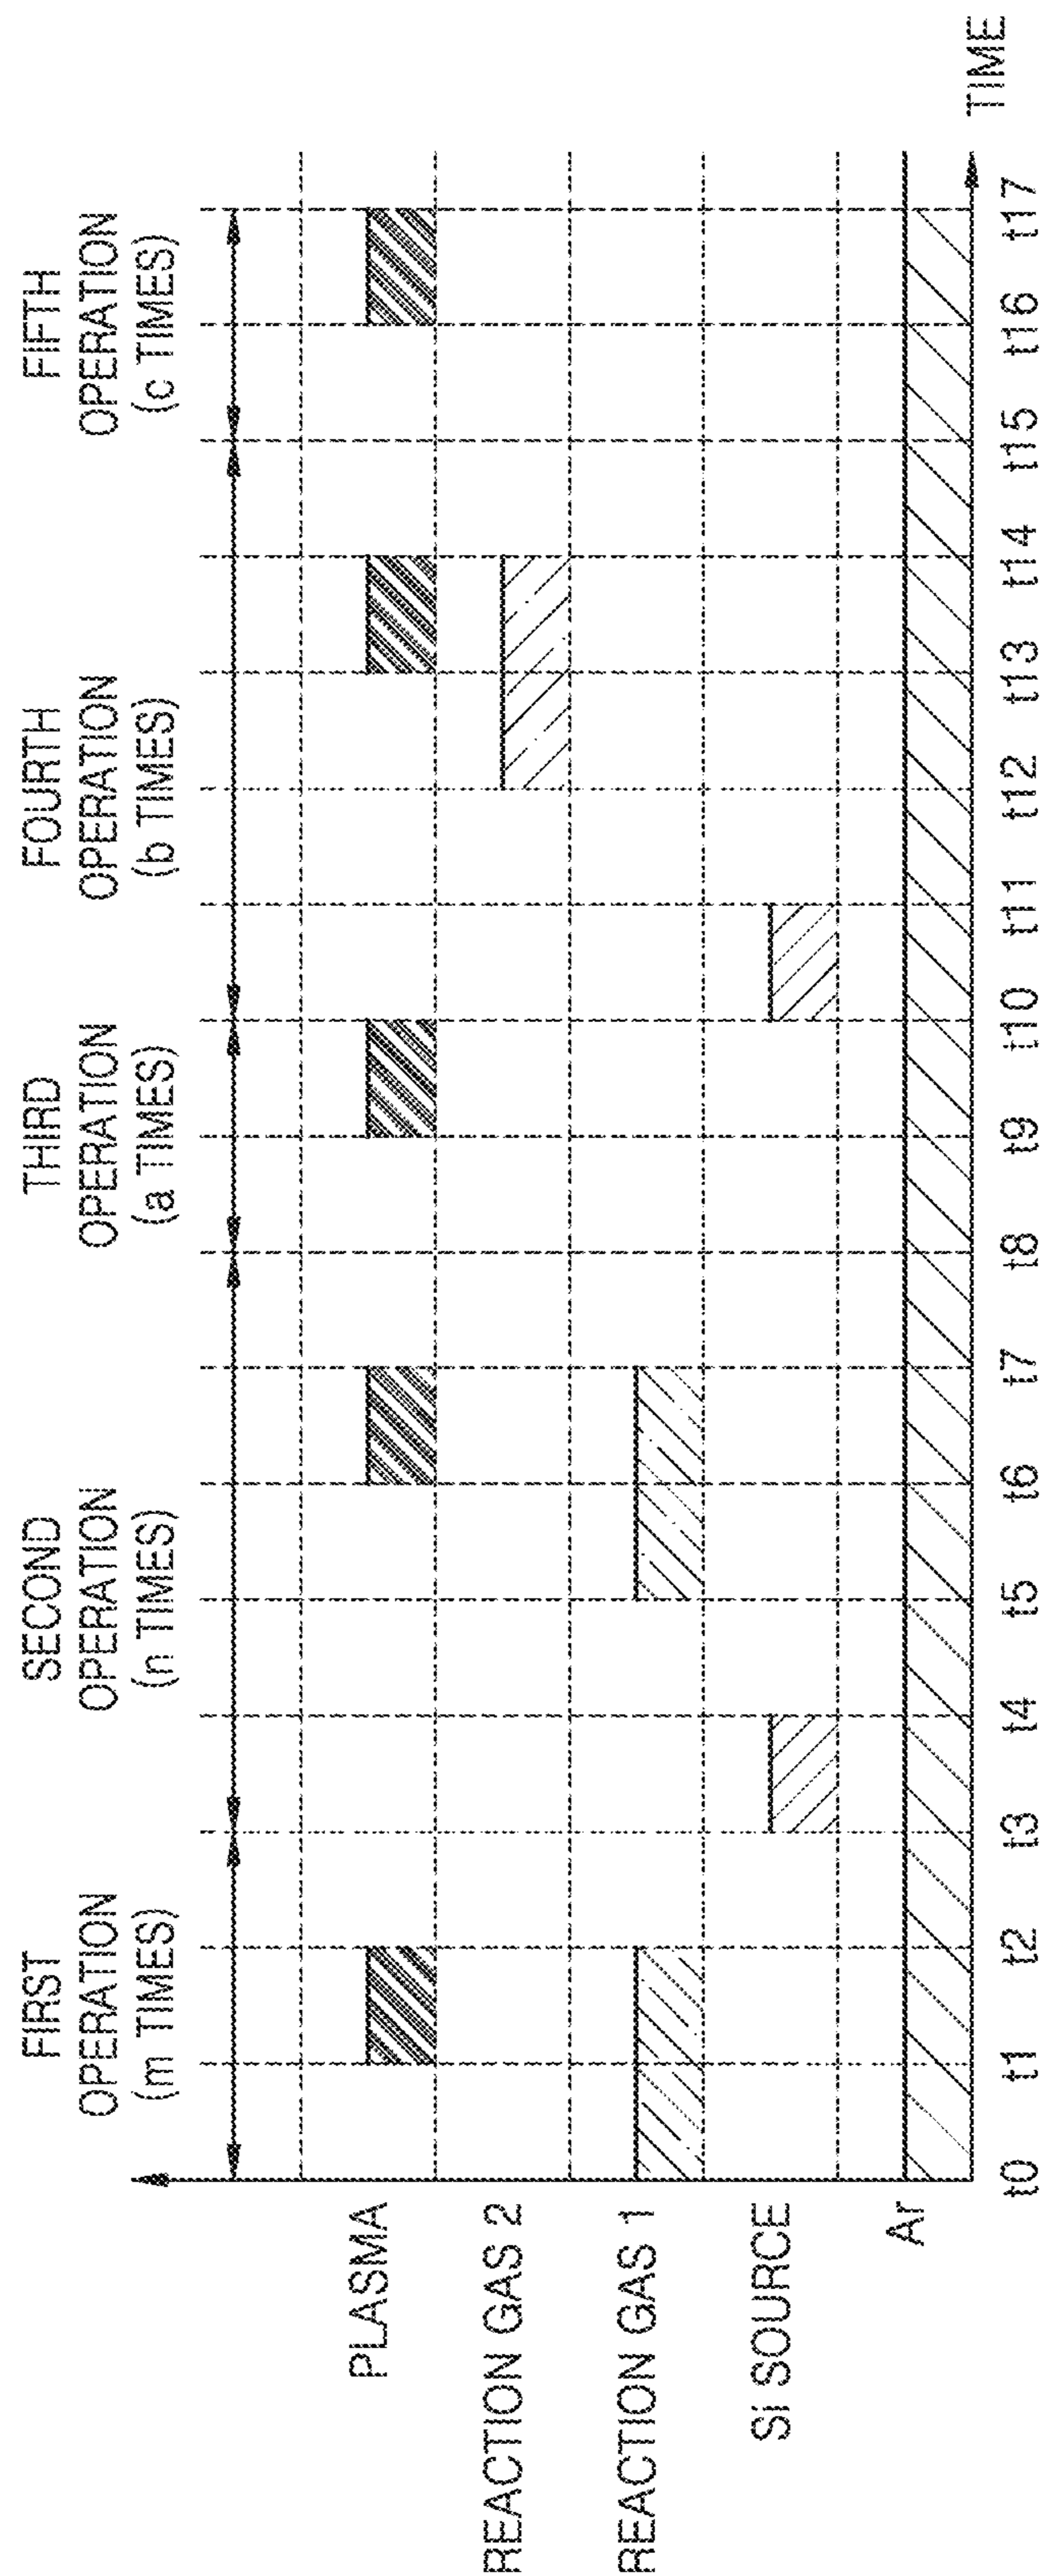 FIRST
OPERATION
(m TIMES)
SECOND
OPERATION
(n TIMES)
THIRD
OPERATION
(a TIMES)
FOURTH
OPERATION
(b TIMES)
FIFTH
OPERATION
(c TIMES)
PLASMA
REACTION GAS 2
REACTION GAS 1
Si SOURCE
Ar
t0 t1 t2 t3 t4 t5 t6 t7 t8 t9 t10 t11 t12 t13 t14 t15 t16 t17
TIME